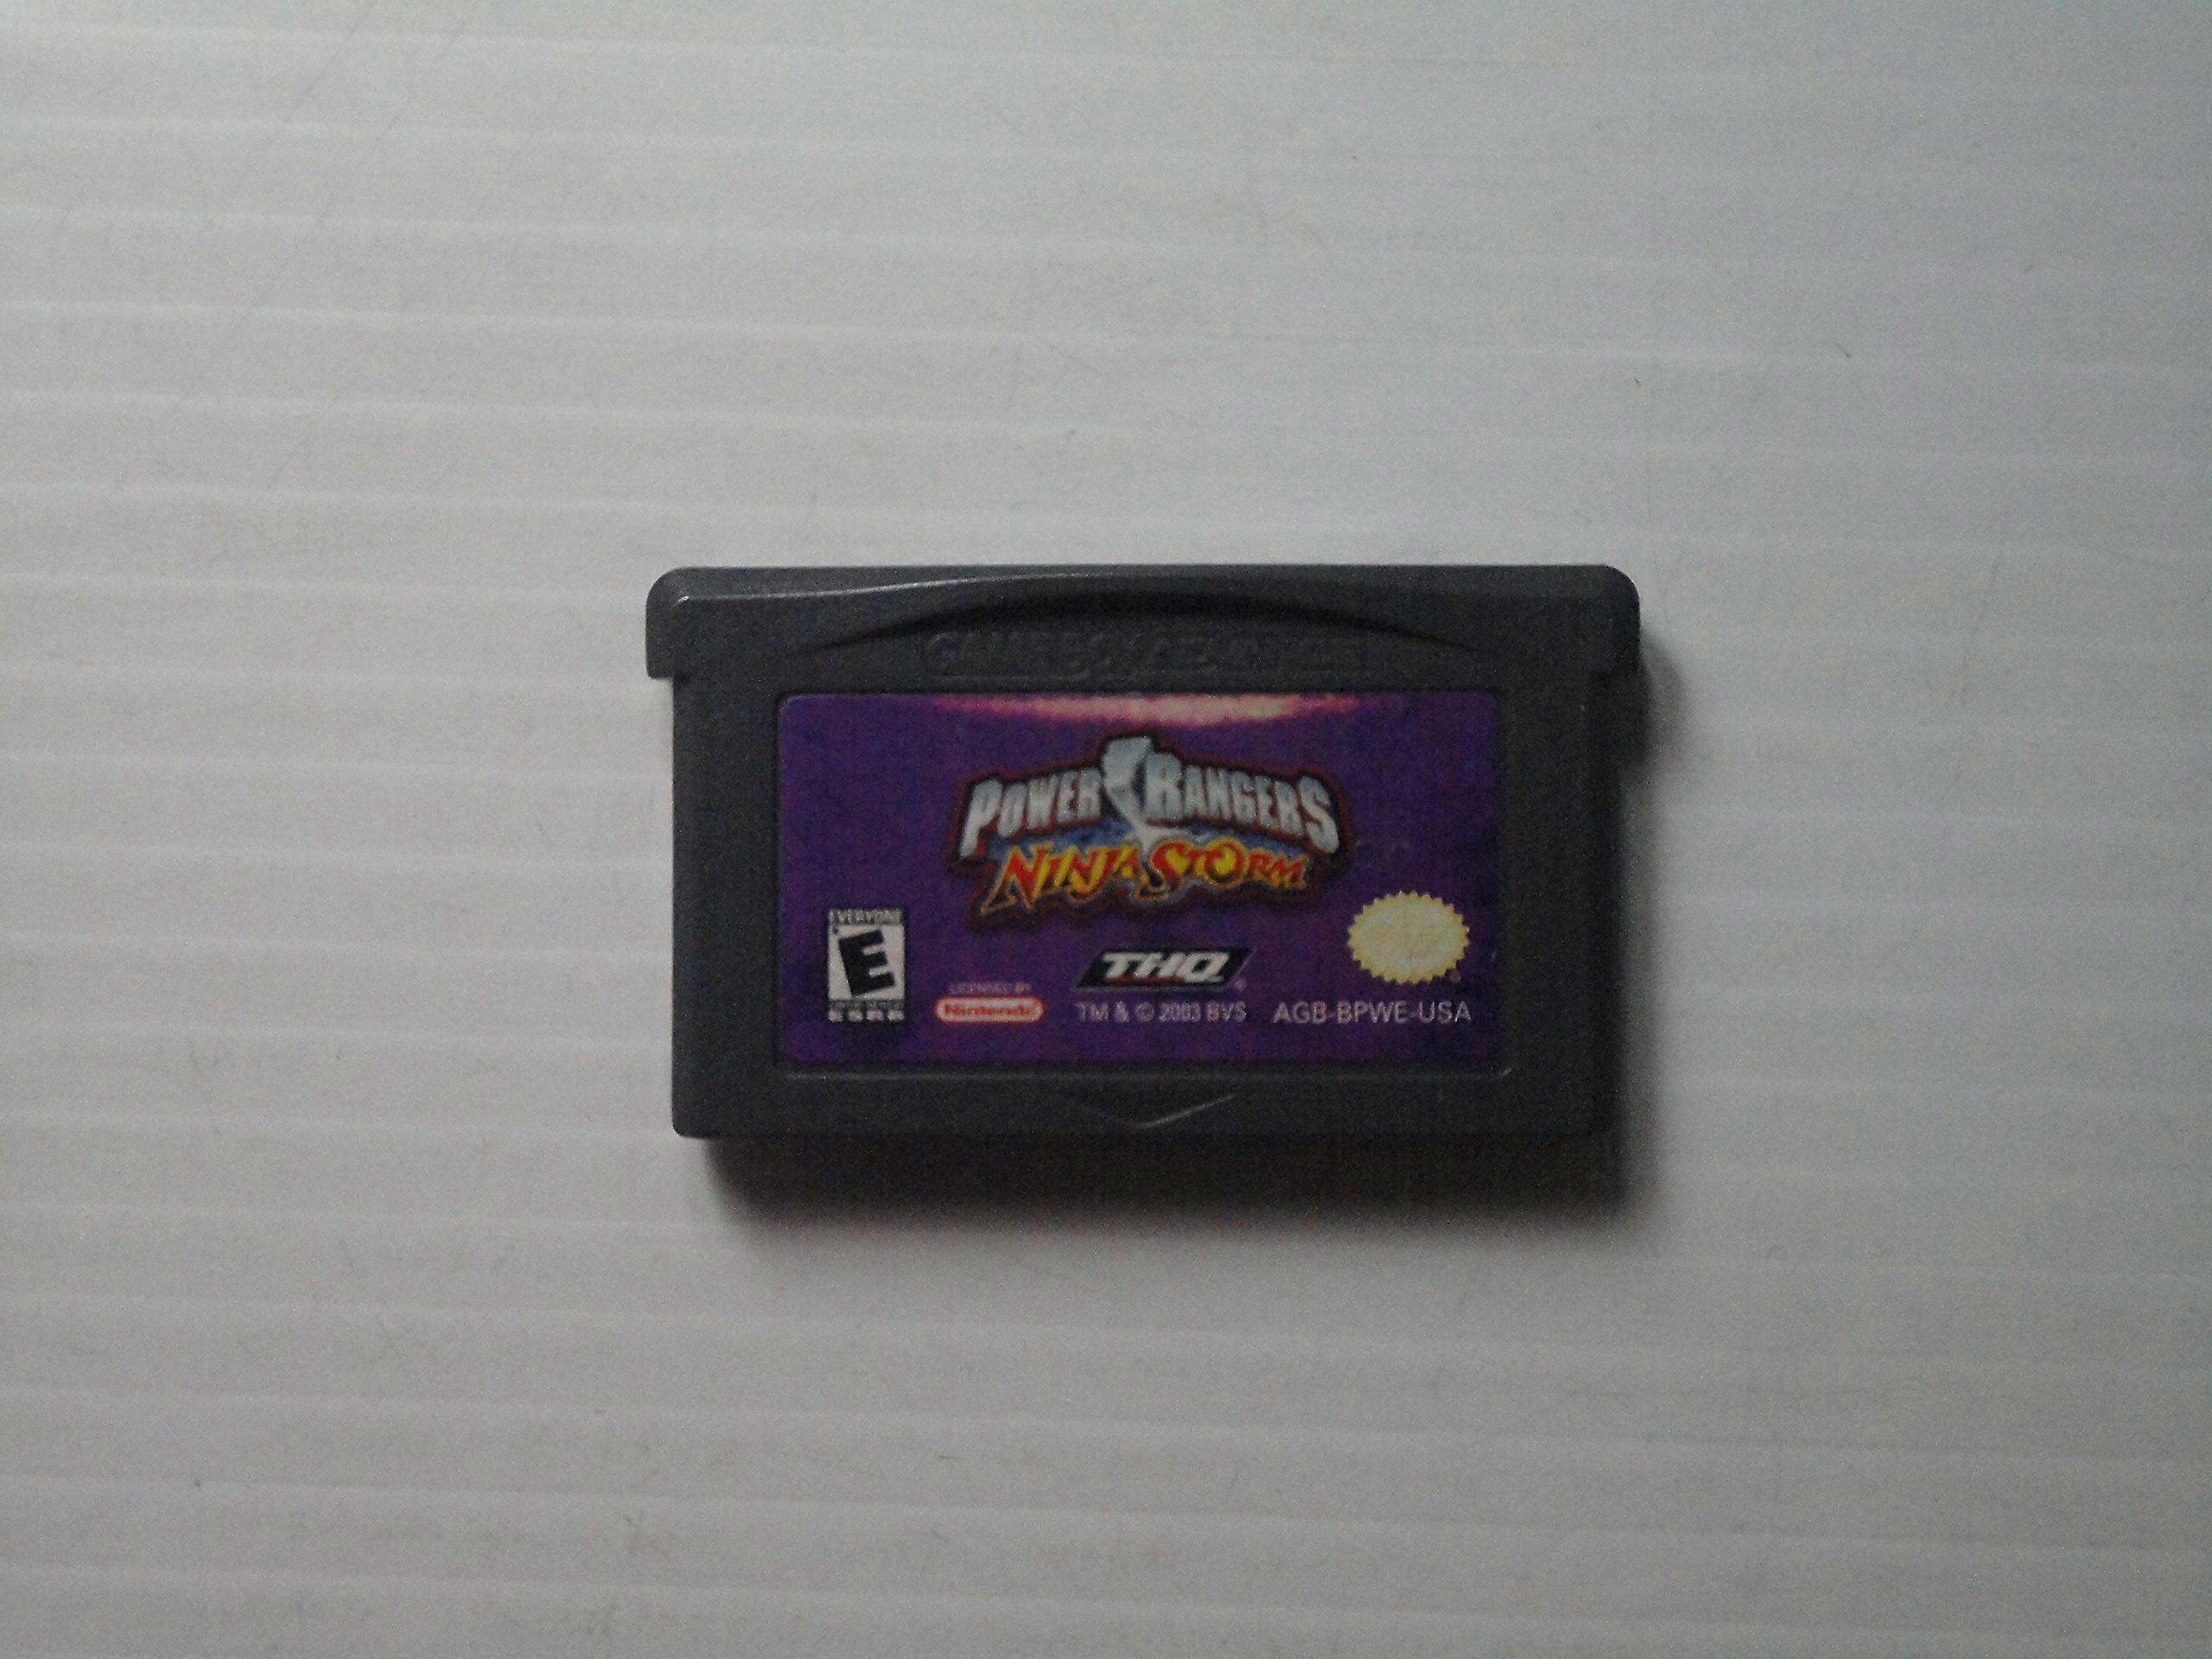 GAME BOY ADVANCE
POWER RANGERS
NINJA STORM
EVERYONE
E
ESRB
LICENSED BY
Nintendo
THQ
TM & © 2003 BVS
AGB-BPWE-USA